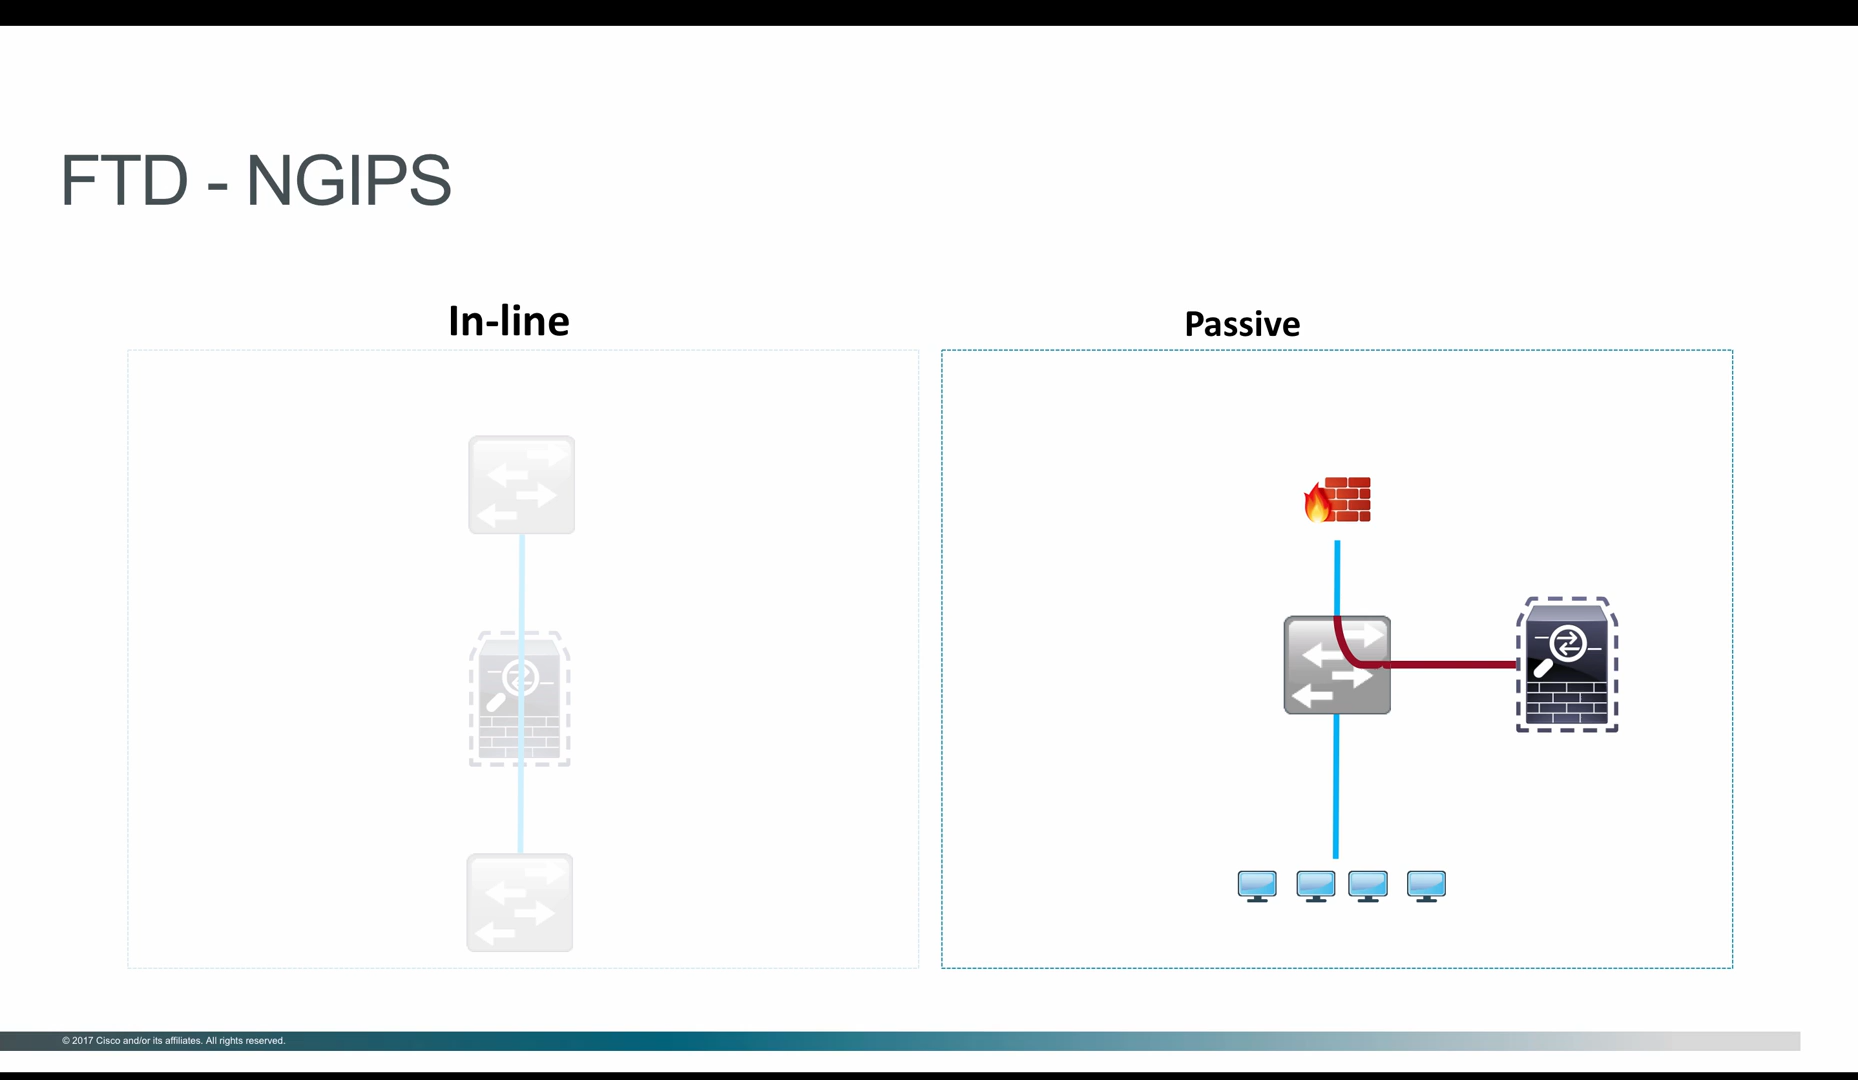 FTD - NGIPS
In-line
Passive
© 2017 Cisco and/or its affiliates. All rights reserved.